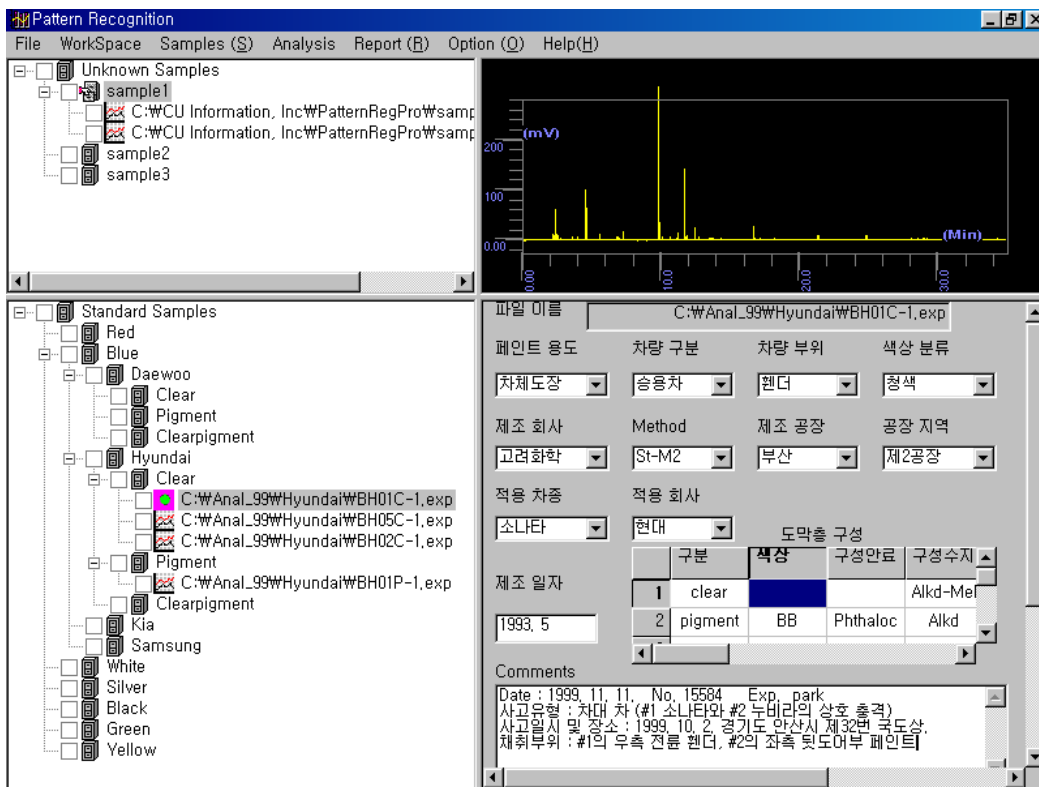 Pattern Recognition
File WorkSpace Samples (S) Analysis Report (R) Option (O) Help(H)
Unknown Samples
sample1
C:₩CU Information, Inc₩PatternRegPro₩samp
C:₩CU Information, Inc₩PatternRegPro₩samp
sample2
sample3
(mV)
200
100
0.00
(Min)
0.00
10.0
20.0
30.0
Standard Samples
Red
Blue
Daewoo
Clear
Pigment
Clearpigment
Hyundai
Clear
C:₩Anal_99₩Hyundai₩BH01C-1.exp
C:₩Anal_99₩Hyundai₩BH05C-1.exp
C:₩Anal_99₩Hyundai₩BH02C-1.exp
Pigment
C:₩Anal_99₩Hyundai₩BH01P-1.exp
Clearpigment
Kia
Samsung
White
Silver
Black
Green
Yellow
파일 이름 C:₩Anal_99₩Hyundai₩BH01C-1.exp
페인트 용도 차량 구분 차량 부위 색상 분류
차체도장 승용차 휀더 청색
제조 회사 Method 제조 공장 공장 지역
고려화학 St-M2 부산 제2공장
적용 차종 적용 회사
소나타 현대
도막층 구성
구분 색상 구성안료 구성수지
1 clear Alkd-Mel
2 pigment BB Phthaloc Alkd
제조 일자
1993. 5
Comments
Date : 1999. 11. 11. No. 15584 Exp. park
사고유형 : 차대 차 (#1 소나타와 #2 누비라의 상호 충격)
사고일시 및 장소 : 1999. 10. 2. 경기도 안산시 제32번 국도상.
채취부위 : #1의 우측 전륜 휀더, #2의 좌측 뒷도어부 페인트